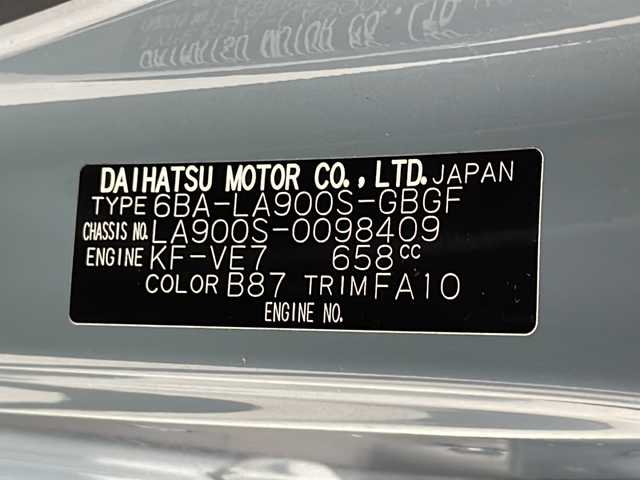 DAIHATSU MOTOR CO., LTD. JAPAN
TYPE 6BA-LA900S-GBGF
CHASSIS NO. LA900S-0098409
ENGINE KF-VE7 658cc
COLOR B87 TRIM FA10
ENGINE NO.